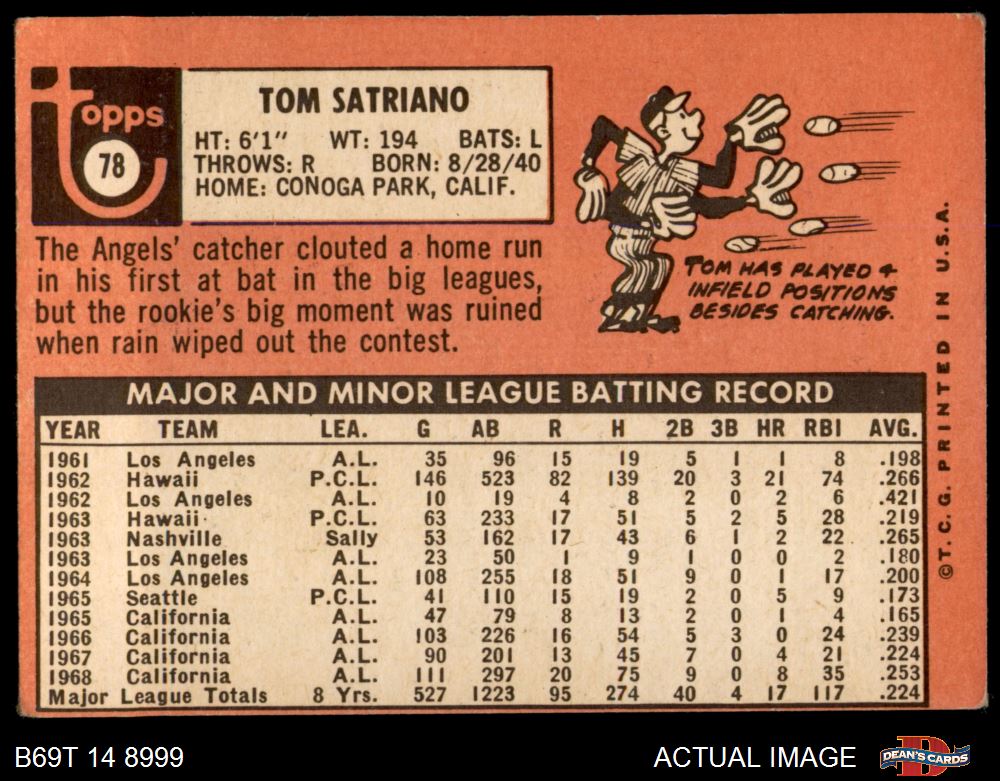 topps
78
TOM SATRIANO
HT: 6'1" WT: 194 BATS: L
THROWS: R BORN: 8/28/40
HOME: CONOGA PARK, CALIF.
The Angels' catcher clouted a home run
in his first at bat in the big leagues,
but the rookie's big moment was ruined
when rain wiped out the contest.
TOM HAS PLAYED 4
INFIELD POSITIONS
BESIDES CATCHING.
MAJOR AND MINOR LEAGUE BATTING RECORD
YEAR TEAM LEA. G AB R H 2B 3B HR RBI AVG.
1961 Los Angeles A.L. 35 96 15 19 5 1 1 8 .198
1962 Hawaii P.C.L. 146 523 82 139 20 3 21 74 .266
1962 Los Angeles A.L. 10 19 4 8 2 0 2 6 .421
1963 Hawaii P.C.L. 63 233 17 51 5 2 5 28 .219
1963 Nashville Sally 53 162 17 43 6 1 2 22 .265
1963 Los Angeles A.L. 23 50 1 9 1 0 0 2 .180
1964 Los Angeles A.L. 108 255 18 51 9 0 1 17 .200
1965 Seattle P.C.L. 41 110 15 19 2 0 5 9 .173
1965 California A.L. 47 79 8 13 2 0 1 4 .165
1966 California A.L. 103 226 16 54 5 3 0 24 .239
1967 California A.L. 90 201 13 45 7 0 4 21 .224
1968 California A.L. 111 297 20 75 9 0 8 35 .253
Major League Totals 8 Yrs. 527 1223 95 274 40 4 17 117 .224
©T.C.G. PRINTED IN U.S.A.
B69T 14 8999
ACTUAL IMAGE
DEAN'S CARDS